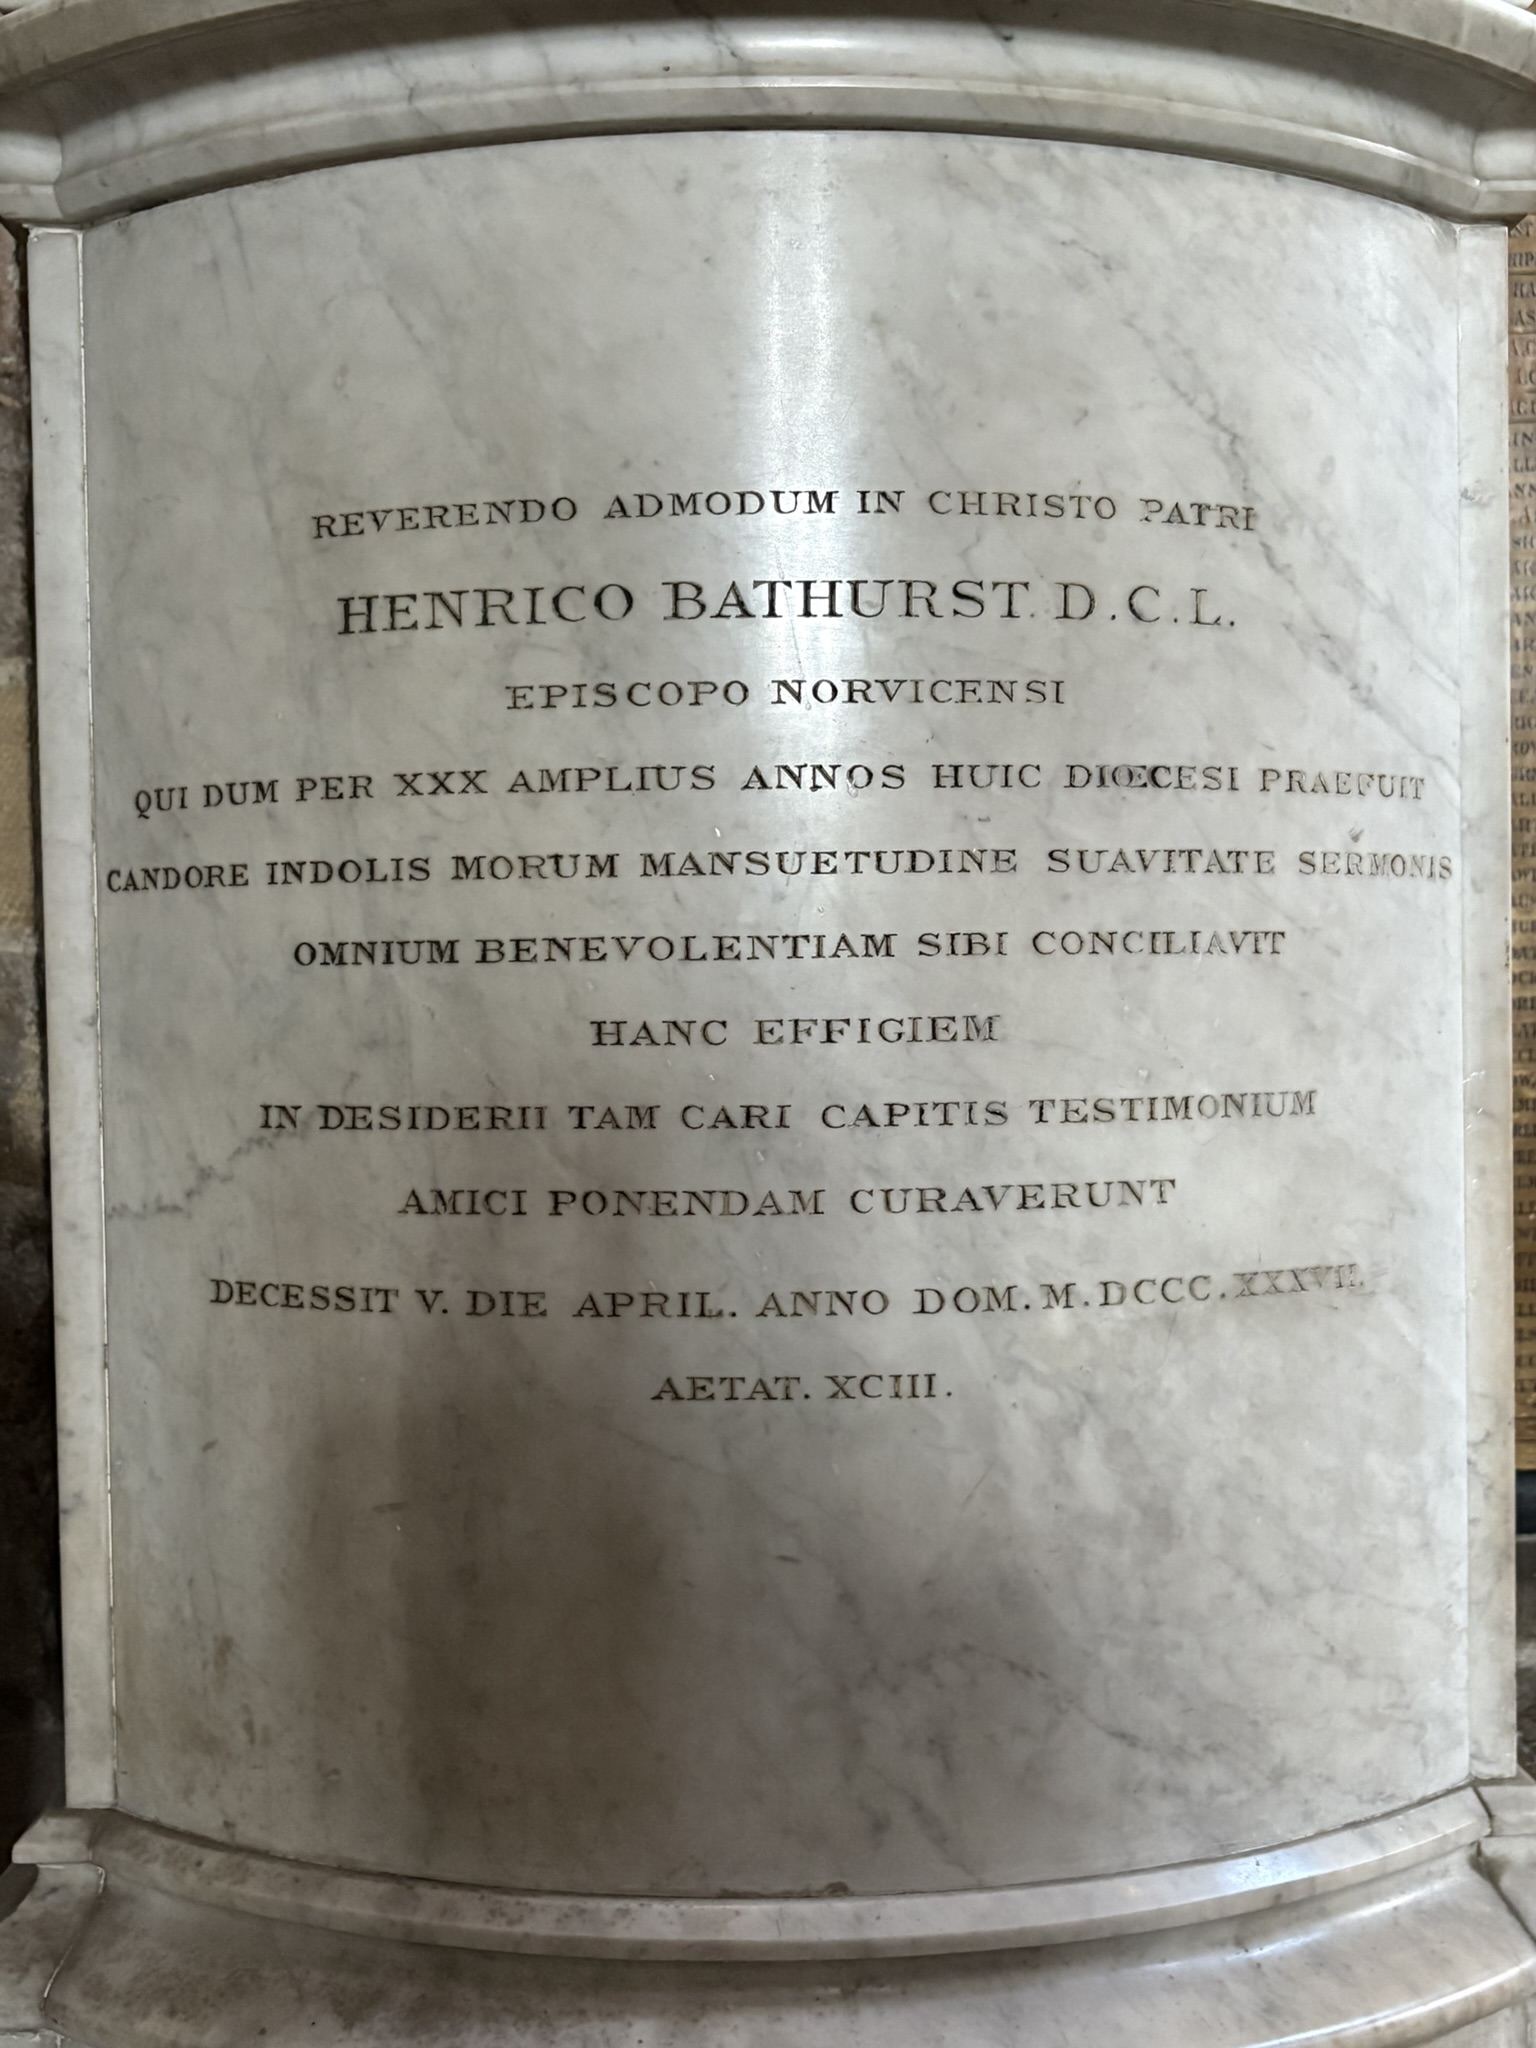 REVERENDO ADMODUM IN CHRISTO PATRI
HENRICO BATHURST. D.C.L.
EPISCOPO NORVICENSI
QUI DUM PER XXX AMPLIUS ANNOS HUIC DIŒCESI PRAEFUIT
CANDORE INDOLIS MORUM MANSUETUDINE SUAVITATE SERMONIS
OMNIUM BENEVOLENTIAM SIBI CONCILIAVIT
HANC EFFIGIEM
IN DESIDERII TAM CARI CAPITIS TESTIMONIUM
AMICI PONENDAM CURAVERUNT
DECESSIT V. DIE APRIL. ANNO DOM. M.DCCC.XXXVII.
AETAT. XCIII.